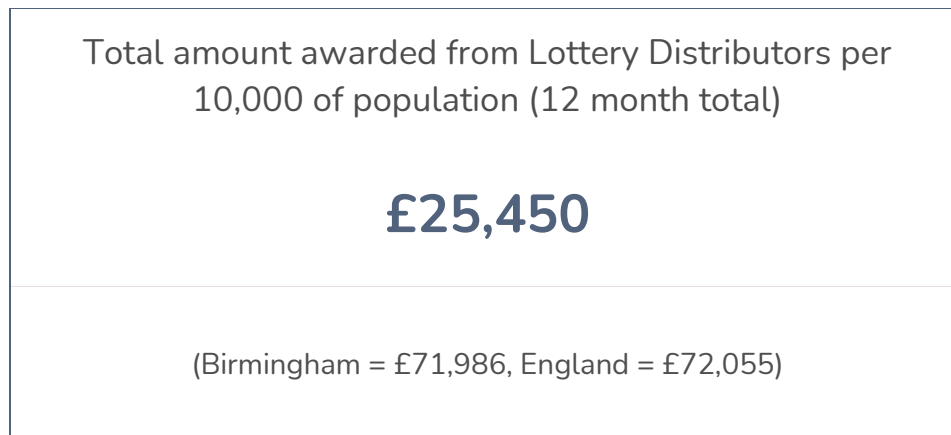 Total amount awarded from Lottery Distributors per
10,000 of population (12 month total)
£25,450
(Birmingham = £71,986, England = £72,055)